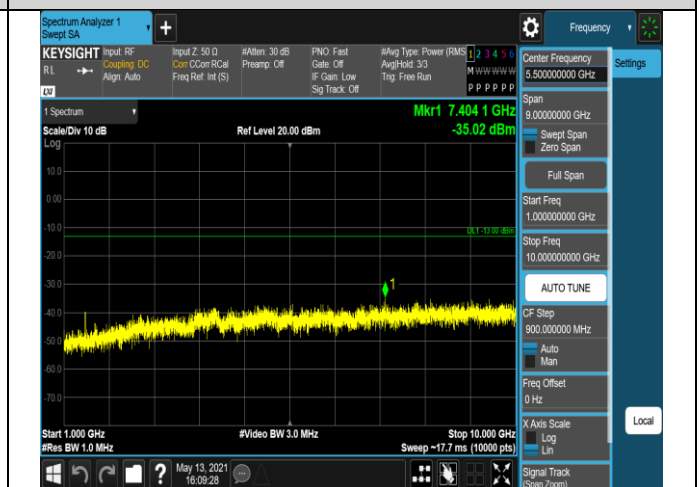 Spectrum Analyzer 1
Swept SA
+
Frequency
KEYSIGHT
RL
LXI
Input: RF
Coupling: DC
Align: Auto
Input Z: 50 Ω
Corr CCorr RCal
Freq Ref: Int (S)
#Atten: 30 dB
Preamp: Off
PNO: Fast
Gate: Off
IF Gain: Low
Sig Track: Off
#Avg Type: Power (RMS
Avg|Hold: 3/3
Trig: Free Run
1 2 3 4 5 6
M W W W W W
P P P P P P
1 Spectrum
Mkr1 7.404 1 GHz
Scale/Div 10 dB
Ref Level 20.00 dBm
-35.02 dBm
Log
10.0
0.00
-10.0
DL1 -13.00 dBm
-20.0
-30.0
1
-40.0
-50.0
-60.0
-70.0
Start 1.000 GHz
#Video BW 3.0 MHz
Stop 10.000 GHz
#Res BW 1.0 MHz
Sweep ~17.7 ms (10000 pts)
?
May 13, 2021
16:09:28
Center Frequency
5.500000000 GHz
Settings
Span
9.00000000 GHz
Swept Span
Zero Span
Full Span
Start Freq
1.000000000 GHz
Stop Freq
10.000000000 GHz
AUTO TUNE
CF Step
900.000000 MHz
Auto
Man
Freq Offset
0 Hz
X Axis Scale
Log
Lin
Local
Signal Track
(Span Zoom)